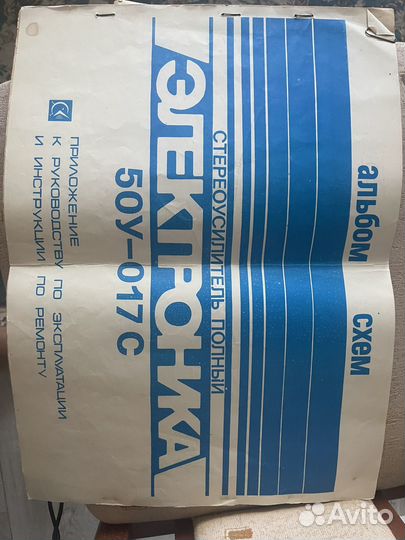 альбом схем
СТЕРЕОУСИЛИТЕЛЬ ПОЛНЫЙ
ЭЛЕКТРОНИКА
50У-017С
ПРИЛОЖЕНИЕ
К РУКОВОДСТВУ ПО ЭКСПЛУАТАЦИИ
И ИНСТРУКЦИИ ПО РЕМОНТУ
Avito